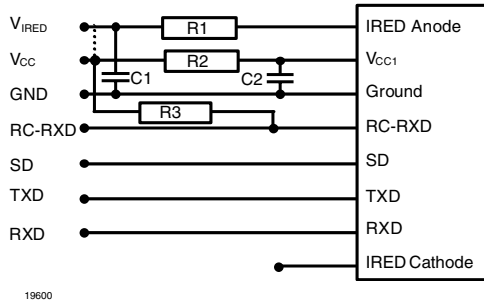 V_IRED R1 IRED Anode
V_CC R2 V_CC1
C1 C2
GND Ground
R3
RC-RXD RC-RXD
SD SD
TXD TXD
RXD RXD
IRED Cathode
19600